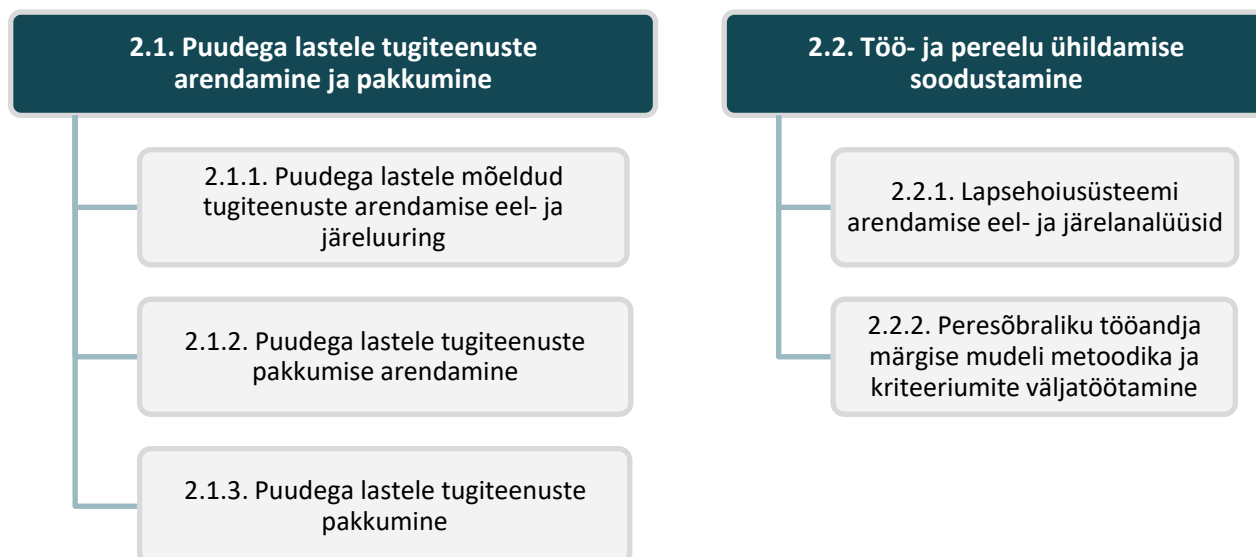 2.1. Puudega lastele tugiteenuste
arendamine ja pakkumine
2.1.1. Puudega lastele mõeldud
tugiteenuste arendamise eel- ja
järeluuring
2.1.2. Puudega lastele tugiteenuste
pakkumise arendamine
2.1.3. Puudega lastele tugiteenuste
pakkumine
2.2. Töö- ja pereelu ühildamise
soodustamine
2.2.1. Lapsehoiusüsteemi
arendamise eel- ja järelanalüüsid
2.2.2. Peresõbraliku tööandja
märgise mudeli metoodika ja
kriteeriumite väljatöötamine